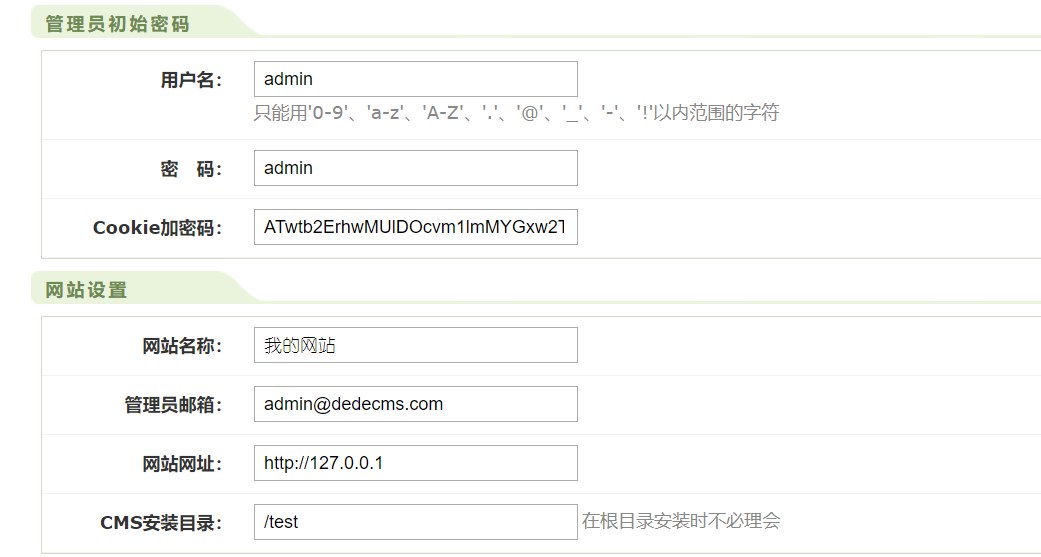 管理员初始密码
用户名： admin
只能用'0-9'、'a-z'、'A-Z'、'.'、'@'、'_'、'-'、'!'以内范围的字符
密　码： admin
Cookie加密码：
网站设置
网站名称： 我的网站
管理员邮箱： admin@dedecms.com
网站网址： http://127.0.0.1
CMS安装目录： /test 在根目录安装时不必理会